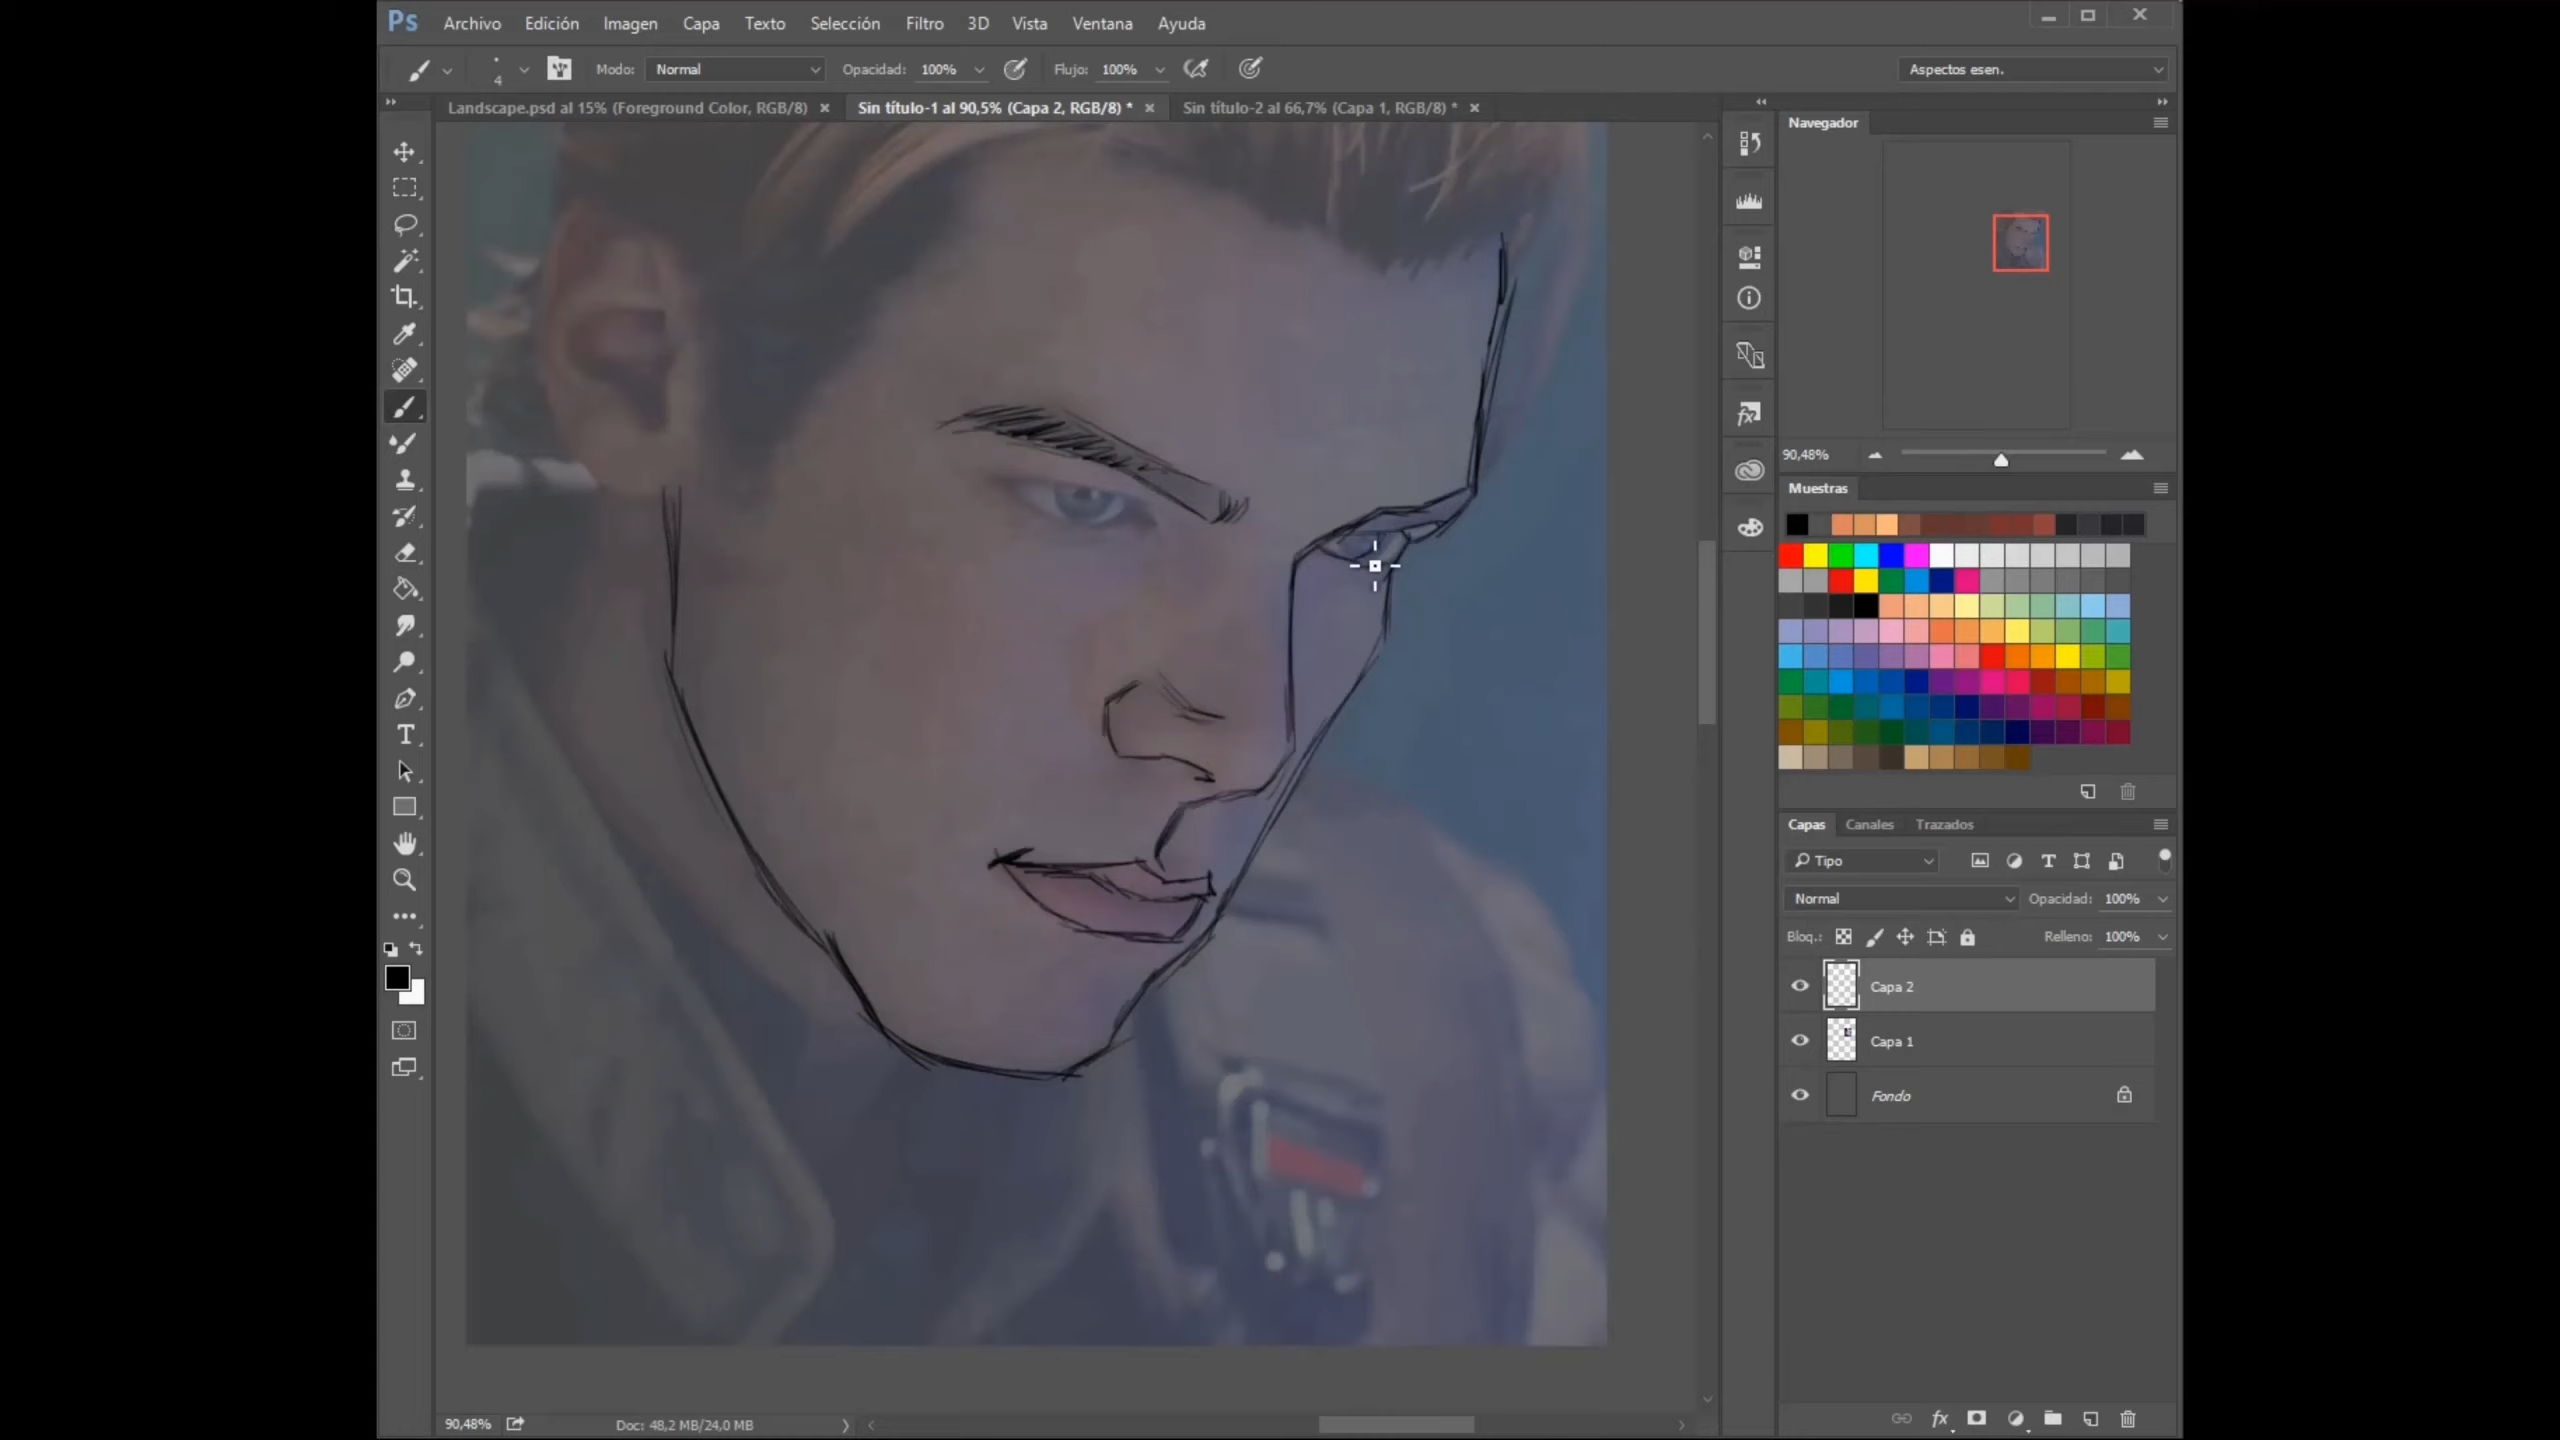 Ps Archivo Edición Imagen Capa Texto Selección Filtro 3D Vista Ventana Ayuda
4 Modo: Normal Opacidad: 100% Flujo: 100% Aspectos esen.
Landscape.psd al 15% (Foreground Color, RGB/8) Sin título-1 al 90,5% (Capa 2, RGB/8) * Sin título-2 al 66,7% (Capa 1, RGB/8) *
Navegador
90,48%
Muestras
Capas Canales Trazados
Tipo
Normal Opacidad: 100%
Bloq.: Relleno: 100%
Capa 2
Capa 1
Fondo
90,48% Doc: 48,2 MB/24,0 MB
fx